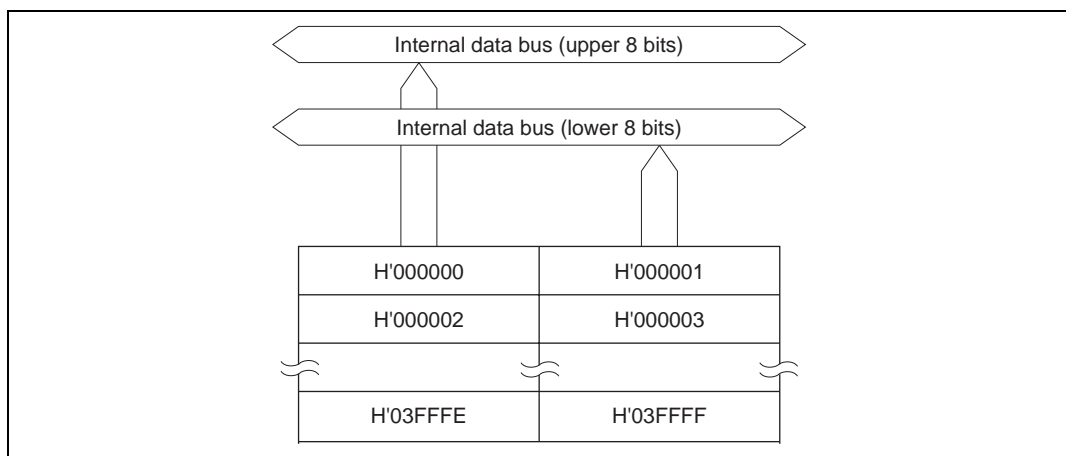 Internal data bus (upper 8 bits)
Internal data bus (lower 8 bits)
H'000000 H'000001
H'000002 H'000003
H'03FFFE H'03FFFF